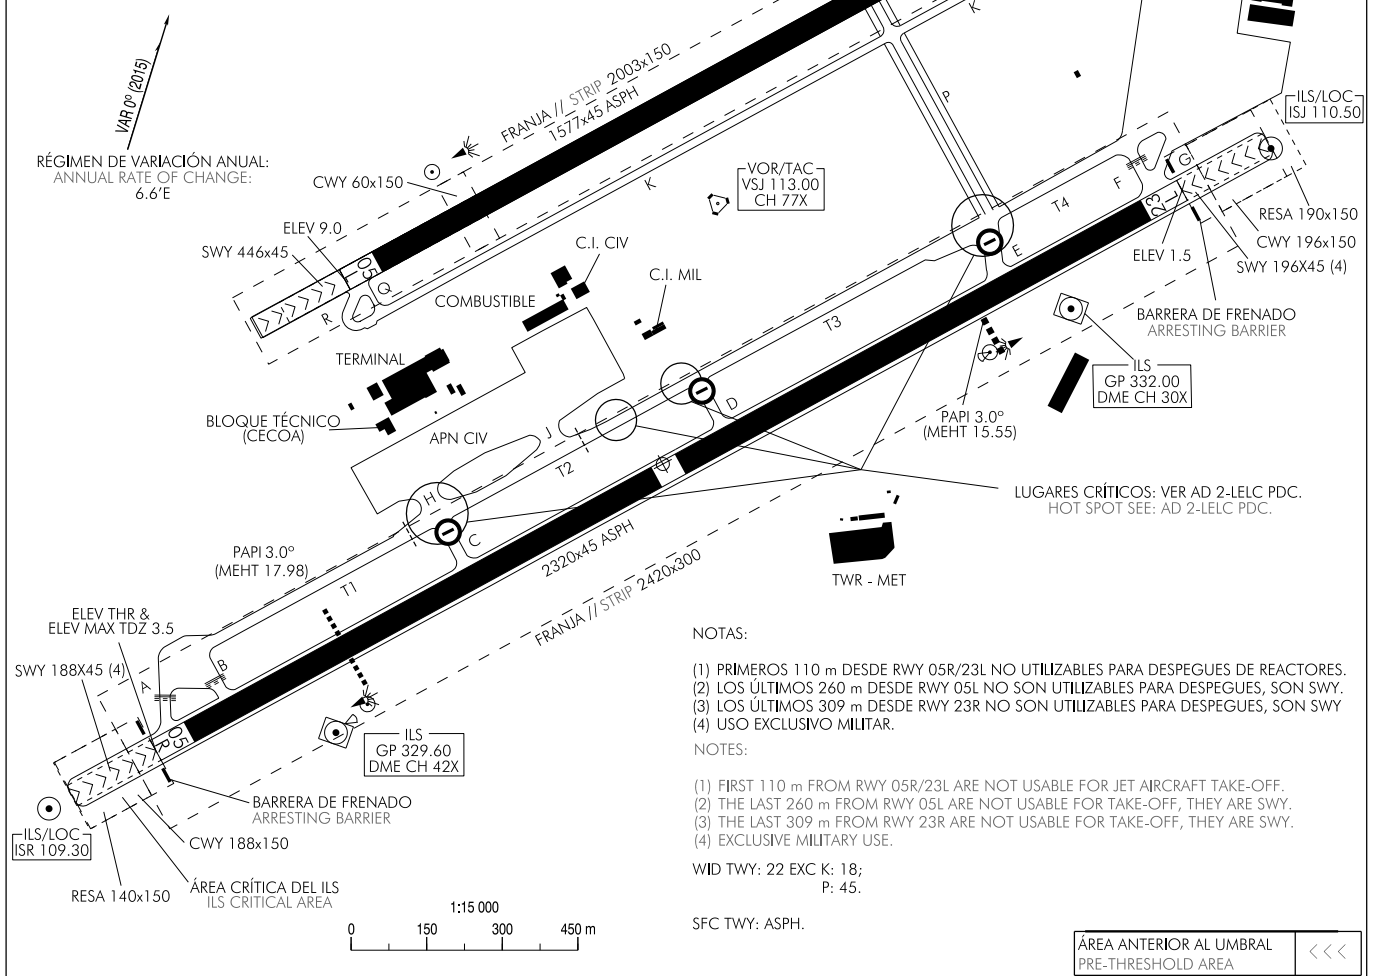 VAR 0º (2015)
RÉGIMEN DE VARIACIÓN ANUAL:
ANNUAL RATE OF CHANGE:
6.6'E
FRANJA // STRIP 2003x150
1577x45 ASPH
CWY 60x150
ELEV 9.0
SWY 446x45
05
Q
R
K
K
P
VOR/TAC
VSJ 113.00
CH 77X
C.I. CIV
C.I. MIL
COMBUSTIBLE
TERMINAL
BLOQUE TÉCNICO
(CECOA)
APN CIV
ILS/LOC
ISJ 110.50
RESA 190x150
CWY 196x150
SWY 196X45 (4)
ELEV 1.5
BARRERA DE FRENADO
ARRESTING BARRIER
23
L
G
F
T4
E
T3
D
J
T2
H
C
T1
B
A
ILS
GP 332.00
DME CH 30X
PAPI 3.0º
(MEHT 15.55)
LUGARES CRÍTICOS: VER AD 2-LELC PDC.
HOT SPOT SEE: AD 2-LELC PDC.
TWR - MET
2320x45 ASPH
FRANJA // STRIP 2420x300
PAPI 3.0º
(MEHT 17.98)
ELEV THR &
ELEV MAX TDZ 3.5
SWY 188X45 (4)
05
R
ILS
GP 329.60
DME CH 42X
BARRERA DE FRENADO
ARRESTING BARRIER
CWY 188x150
ILS/LOC
ISR 109.30
RESA 140x150
ÁREA CRÍTICA DEL ILS
ILS CRITICAL AREA
1:15 000
0 150 300 450 m
NOTAS:
(1) PRIMEROS 110 m DESDE RWY 05R/23L NO UTILIZABLES PARA DESPEGUES DE REACTORES.
(2) LOS ÚLTIMOS 260 m DESDE RWY 05L NO SON UTILIZABLES PARA DESPEGUES, SON SWY.
(3) LOS ÚLTIMOS 309 m DESDE RWY 23R NO SON UTILIZABLES PARA DESPEGUES, SON SWY
(4) USO EXCLUSIVO MILITAR.
NOTES:
(1) FIRST 110 m FROM RWY 05R/23L ARE NOT USABLE FOR JET AIRCRAFT TAKE-OFF.
(2) THE LAST 260 m FROM RWY 05L ARE NOT USABLE FOR TAKE-OFF, THEY ARE SWY.
(3) THE LAST 309 m FROM RWY 23R ARE NOT USABLE FOR TAKE-OFF, THEY ARE SWY.
(4) EXCLUSIVE MILITARY USE.
WID TWY: 22 EXC K: 18;
P: 45.
SFC TWY: ASPH.
ÁREA ANTERIOR AL UMBRAL
PRE-THRESHOLD AREA